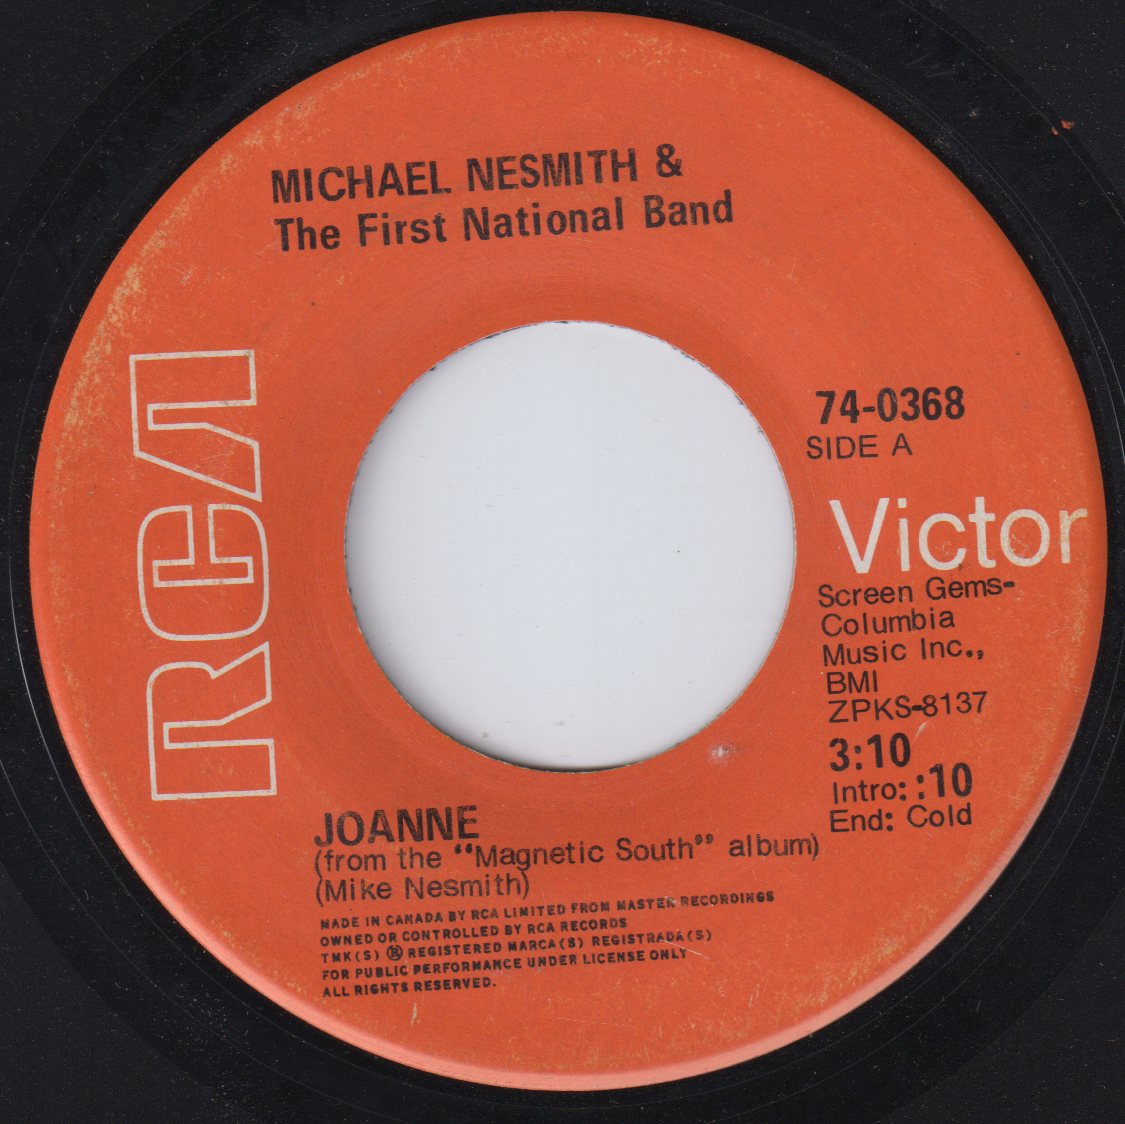 MICHAEL NESMITH &
The First National Band
RCA
74-0368
SIDE A
Victor
Screen Gems-
Columbia
Music Inc.,
BMI
ZPKS-8137
3:10
Intro: :10
End: Cold
JOANNE
(from the "Magnetic South" album)
(Mike Nesmith)
MADE IN CANADA BY RCA LIMITED FROM MASTER RECORDINGS
OWNED OR CONTROLLED BY RCA RECORDS
TMK(S) ® REGISTERED MARCA(S) REGISTRADA(S)
FOR PUBLIC PERFORMANCE UNDER LICENSE ONLY
ALL RIGHTS RESERVED.